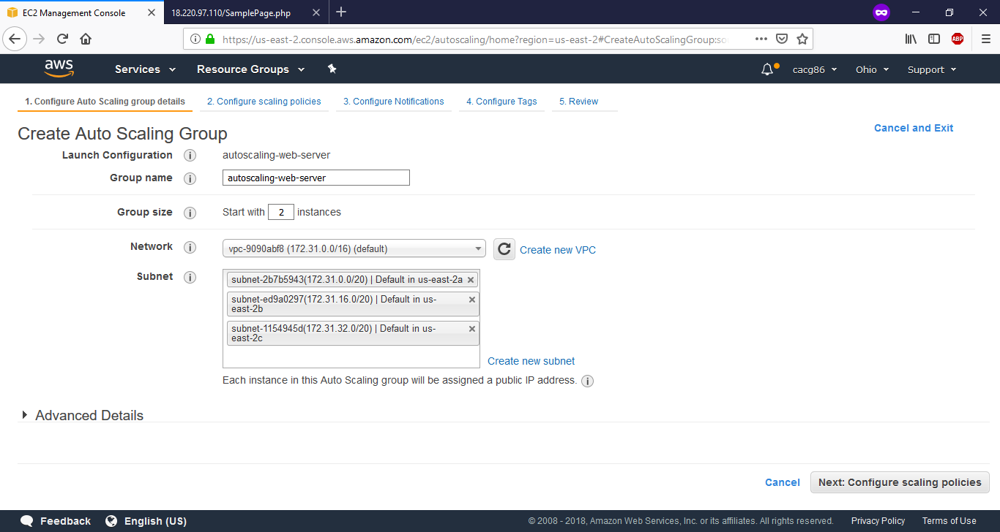 EC2 Management Console
18.220.97.110/SamplePage.php
https://us-east-2.console.aws.amazon.com/ec2/autoscaling/home?region=us-east-2#CreateAutoScalingGroup:so
ABP
aws Services Resource Groups cacg86 Ohio Support
1. Configure Auto Scaling group details 2. Configure scaling policies 3. Configure Notifications 4. Configure Tags 5. Review
Create Auto Scaling Group
Cancel and Exit
Launch Configuration i autoscaling-web-server
Group name i autoscaling-web-server
Group size i Start with 2 instances
Network i vpc-9090abf8 (172.31.0.0/16) (default) Create new VPC
Subnet i subnet-2b7b5943(172.31.0.0/20) | Default in us-east-2a
subnet-ed9a0297(172.31.16.0/20) | Default in us-
east-2b
subnet-1154945d(172.31.32.0/20) | Default in us-
east-2c
Create new subnet
Each instance in this Auto Scaling group will be assigned a public IP address. i
Advanced Details
Cancel Next: Configure scaling policies
Feedback English (US) © 2008 - 2018, Amazon Web Services, Inc. or its affiliates. All rights reserved. Privacy Policy Terms of Use